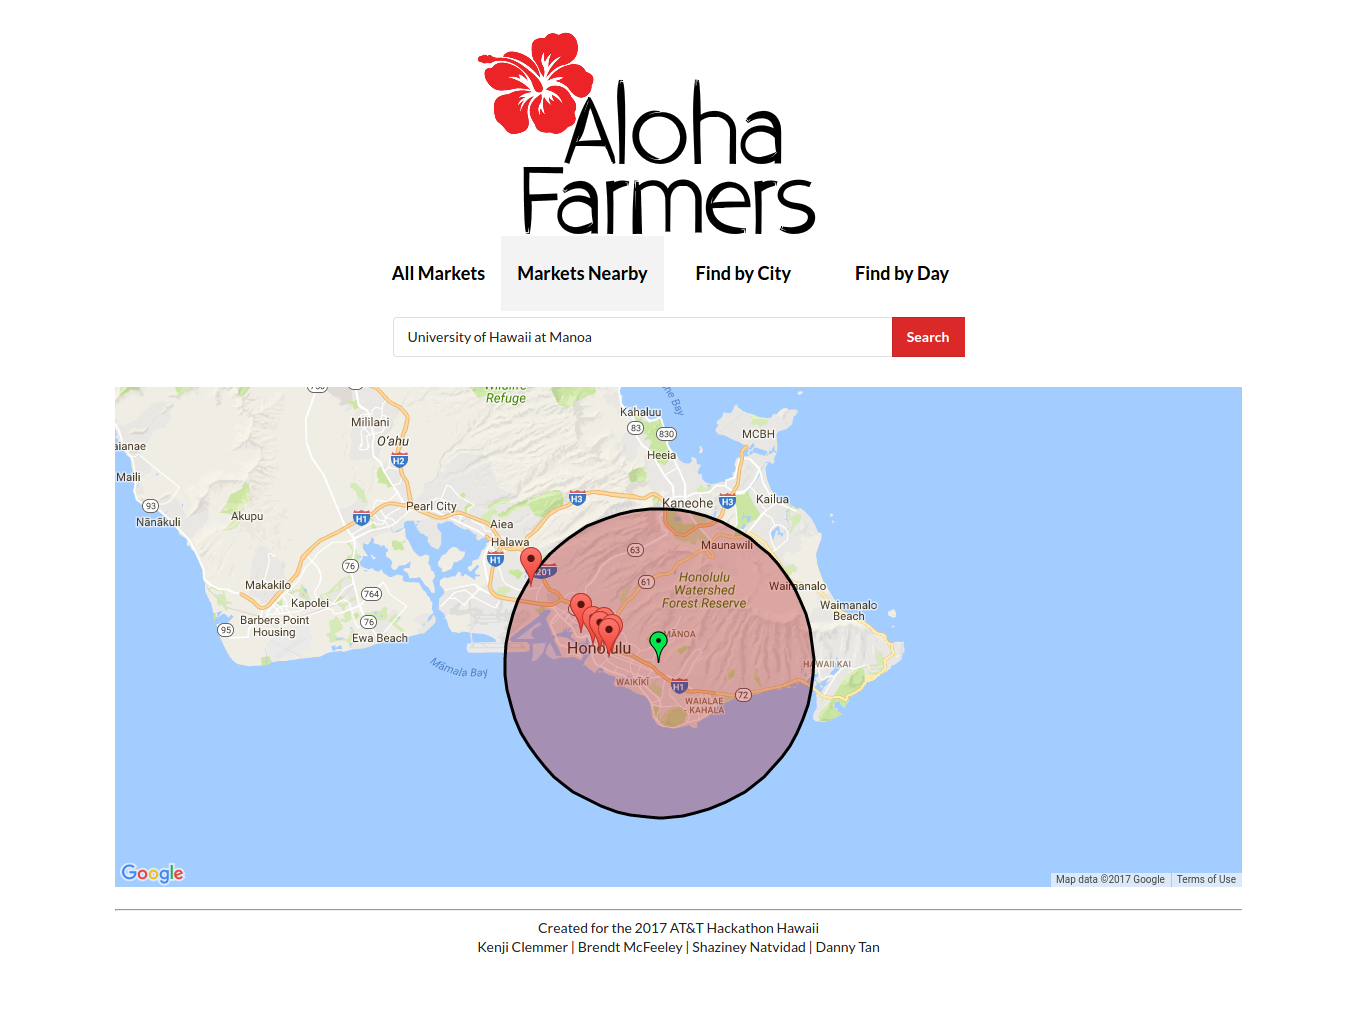 Aloha
Farmers
All Markets
Markets Nearby
Find by City
Find by Day
University of Hawaii at Manoa
Search
Refuge
Kahaluu
83
830
MCBH
Mililani
O'ahu
H2
Heeia
Maili
93
Nānākuli
Akupu
H1
Pearl City
H3
Kaneohe
H3
Kailua
Aiea
Halawa
H1
201
63
Maunawili
76
764
61
Honolulu
Watershed
Forest Reserve
Waimanalo
Waimanalo
Beach
Makakilo
Kapolei
Barbers Point
Housing
95
76
Ewa Beach
MĀNOA
Honolulu
Māmala Bay
WAIKĪKĪ
H1
HAWAII KAI
72
WAIALAE
- KAHALA
Google
Map data ©2017 Google
Terms of Use
Created for the 2017 AT&T Hackathon Hawaii
Kenji Clemmer | Brendt McFeeley | Shaziney Natvidad | Danny Tan